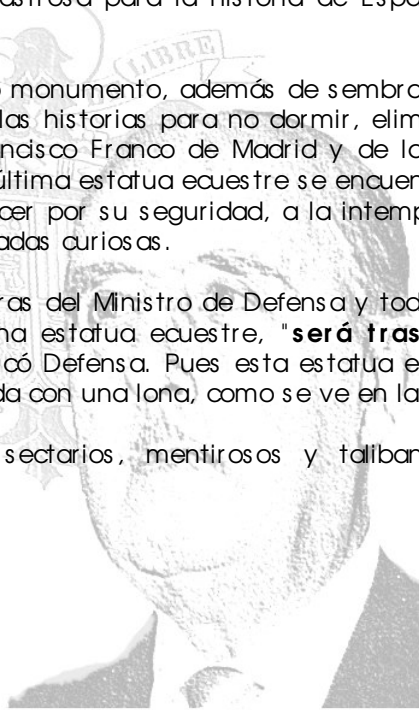 astrosa para la historia de Espa
LIBRE
o monumento, además de sembra
las historias para no dormir, elim
ncisco Franco de Madrid y de la
última estatua ecuestre se encuen
cer por su seguridad, a la intemp
adas curiosas.
ras del Ministro de Defensa y tod
na estatua ecuestre, "será tras
có Defensa. Pues esta estatua e
da con una lona, como se ve en la
sectarios, mentirosos y taliban